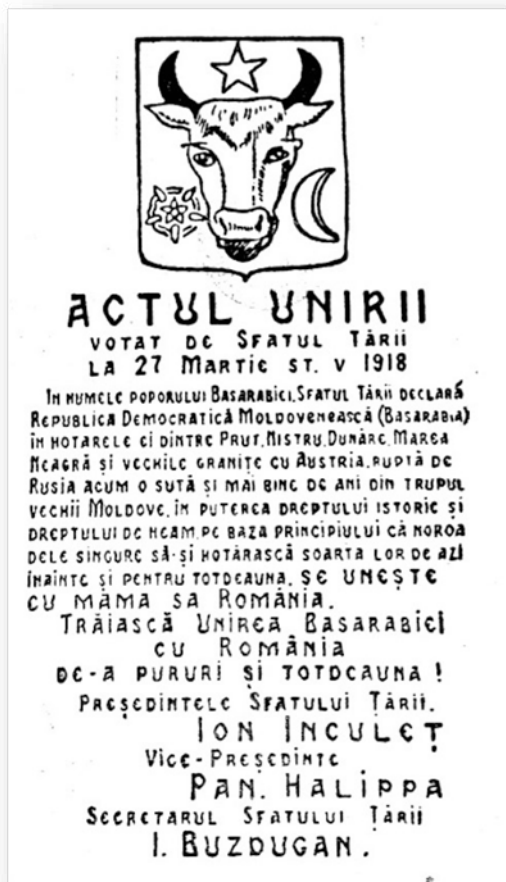 ACTUL UNIRII
VOTAT DE SFATUL ȚĂRII
LA 27 MARTIE ST. V 1918
ÎN NUMELE POPORULUI BASARABIEI, SFATUL ȚĂRII DECLARĂ
REPUBLICA DEMOCRATICĂ MOLDOVENEASCĂ (BASARABIA)
ÎN HOTARELE EI DINTRE PRUT, NISTRU, DUNĂRE, MAREA
NEAGRĂ ȘI VECHILE GRANIȚE CU AUSTRIA, RUPTĂ DE
RUSIA ACUM O SUTĂ ȘI MAI BINE DE ANI DIN TRUPUL
VECHII MOLDOVE, ÎN PUTEREA DREPTULUI ISTORIC ȘI
DREPTULUI DE NEAM, PE BAZA PRINCIPIULUI CĂ NOROA
DELE SINGURE SĂ-ȘI HOTĂRASCĂ SOARTA LOR DE AZI
ÎNAINTE ȘI PENTRU TOTDEAUNA, SE UNEȘTE
CU MAMA SA ROMÂNIA.
TRĂIASCĂ UNIREA BASARABIEI
CU ROMÂNIA
DE-A PURURI ȘI TOTDEAUNA !
PREȘEDINTELE SFATULUI ȚĂRII,
ION INCULEȚ
VICE-PREȘEDINTE
PAN. HALIPPA
SECRETARUL SFATULUI ȚĂRII
I. BUZDUGAN.